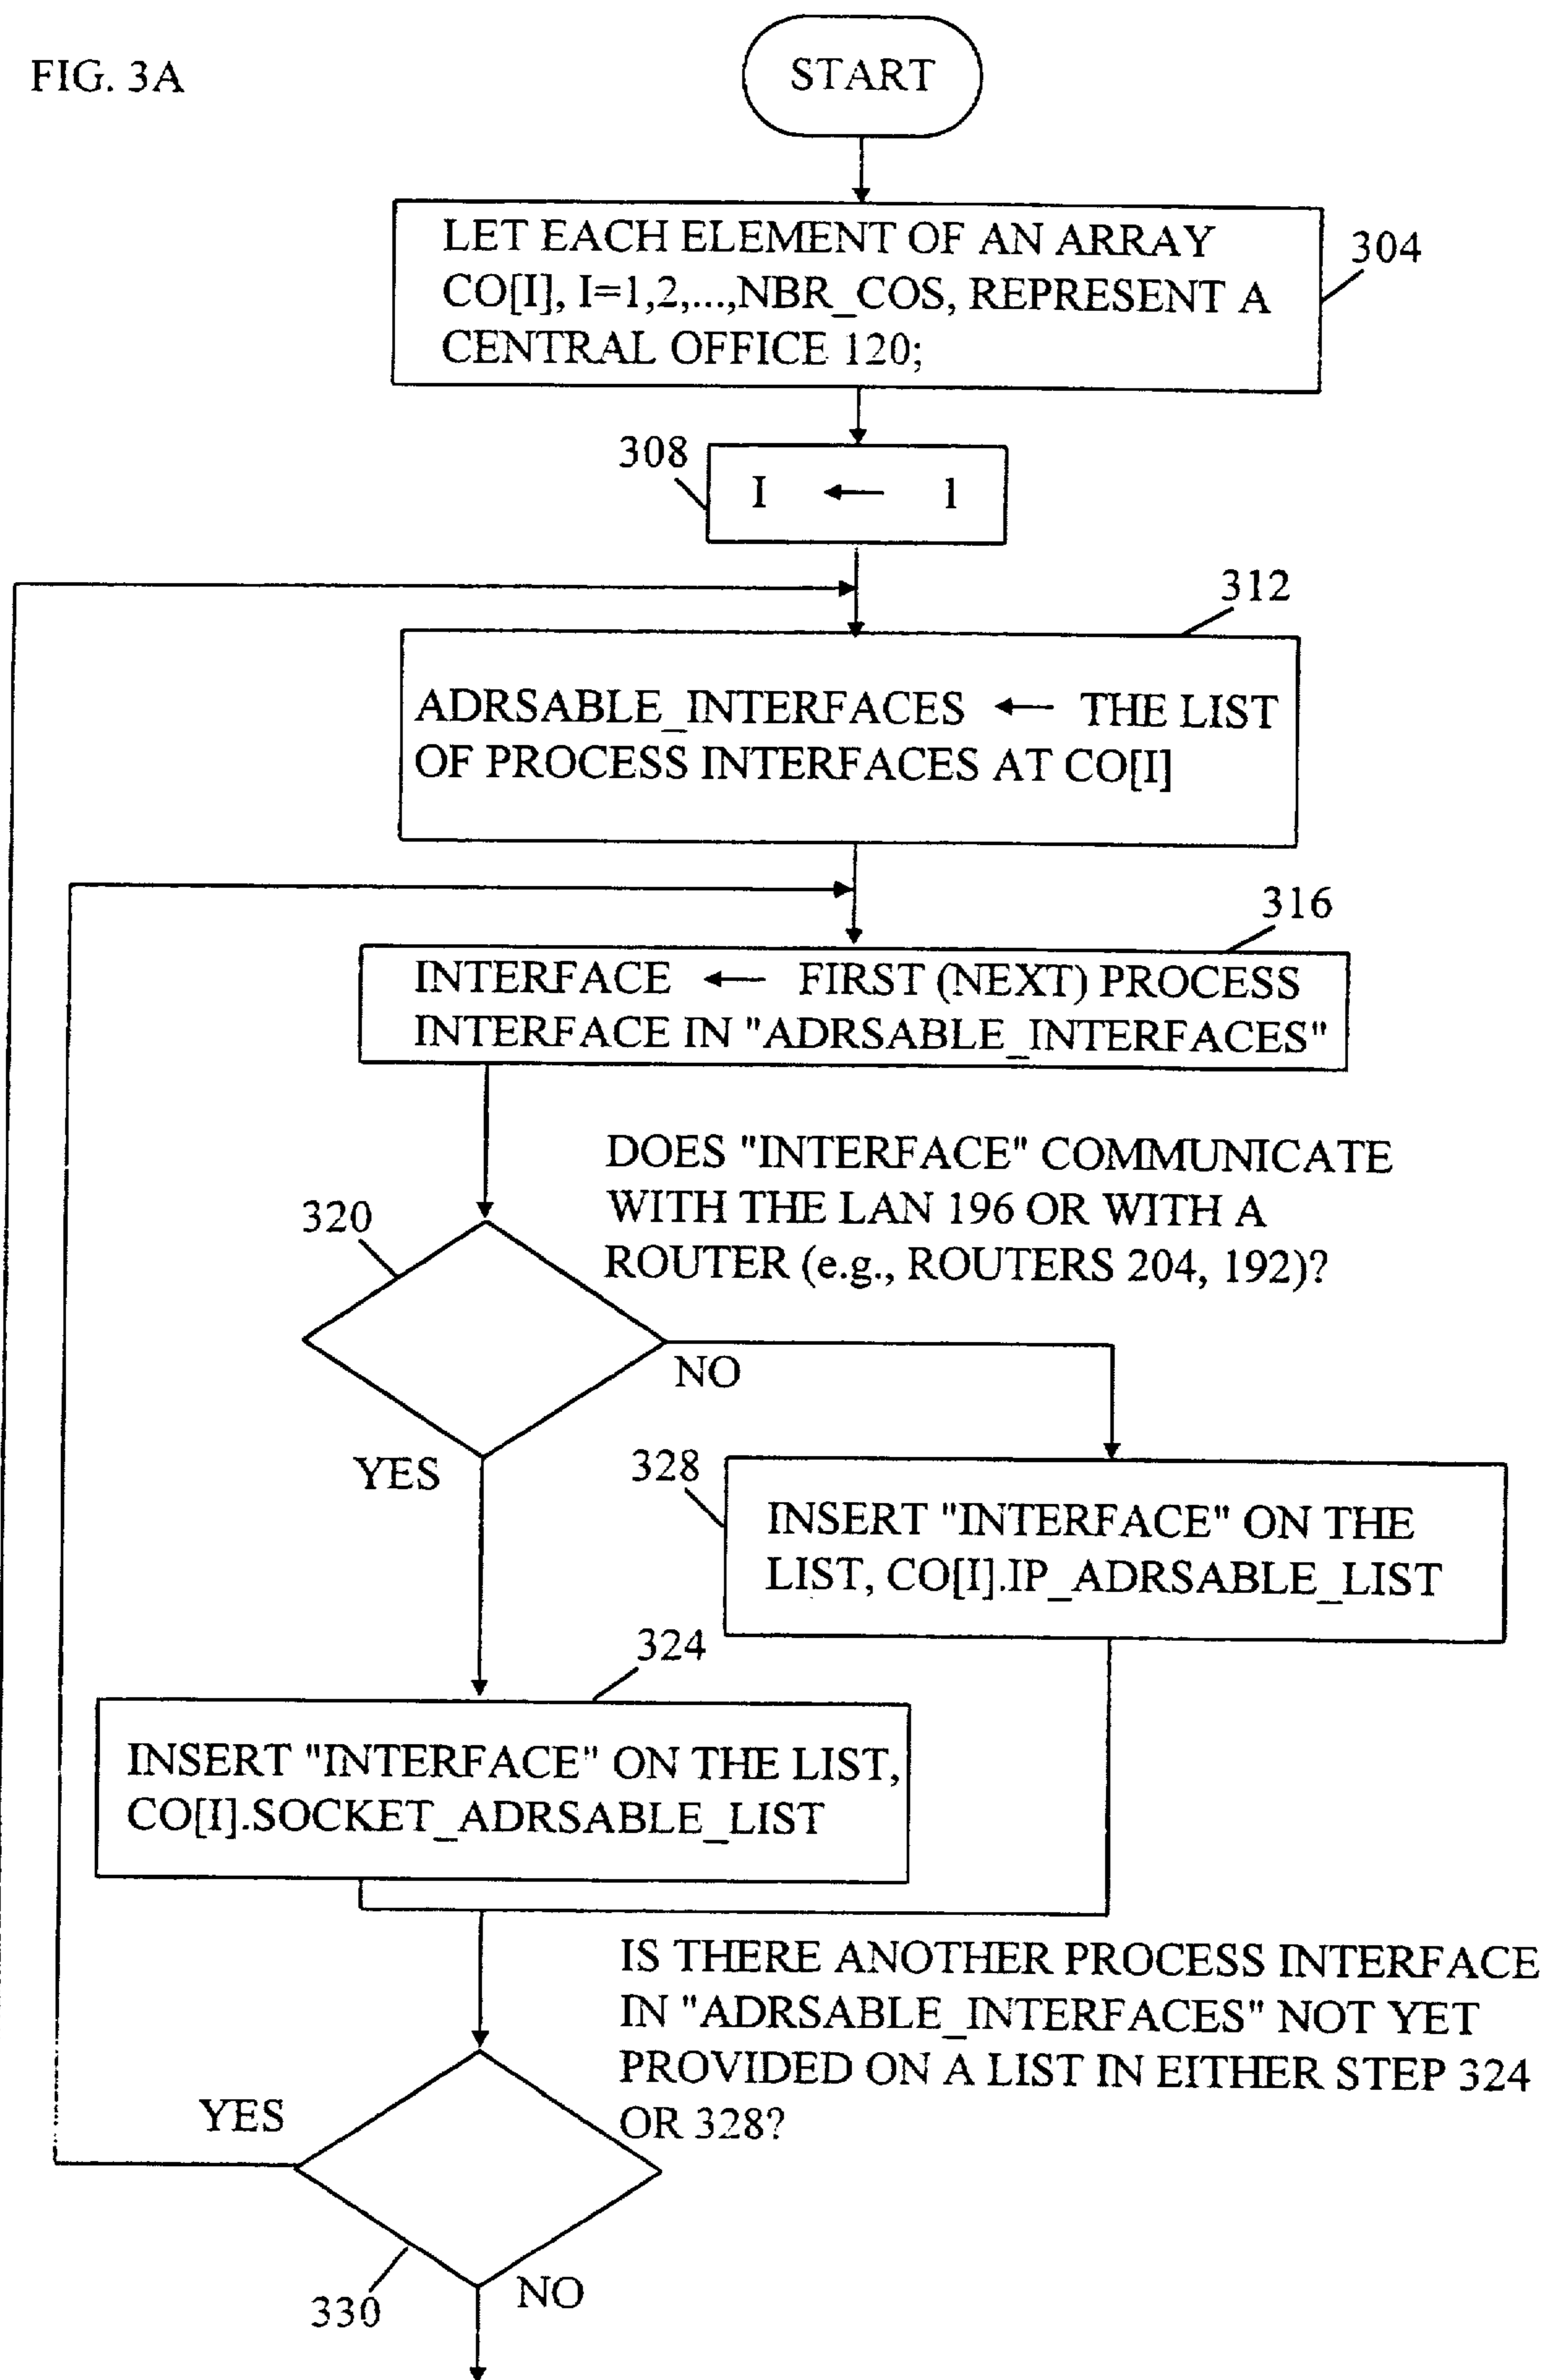 FIG. 3A
START
LET EACH ELEMENT OF AN ARRAY
CO[I], I=1,2,...,NBR_COS, REPRESENT A
CENTRAL OFFICE 120;
304
308
I ← 1
312
ADRSABLE_INTERFACES ← THE LIST
OF PROCESS INTERFACES AT CO[I]
316
INTERFACE ← FIRST (NEXT) PROCESS
INTERFACE IN "ADRSABLE_INTERFACES"
DOES "INTERFACE" COMMUNICATE
WITH THE LAN 196 OR WITH A
ROUTER (e.g., ROUTERS 204, 192)?
320
NO
YES
328
INSERT "INTERFACE" ON THE
LIST, CO[I].IP_ADRSABLE_LIST
324
INSERT "INTERFACE" ON THE LIST,
CO[I].SOCKET_ADRSABLE_LIST
IS THERE ANOTHER PROCESS INTERFACE
IN "ADRSABLE_INTERFACES" NOT YET
PROVIDED ON A LIST IN EITHER STEP 324
OR 328?
YES
330
NO